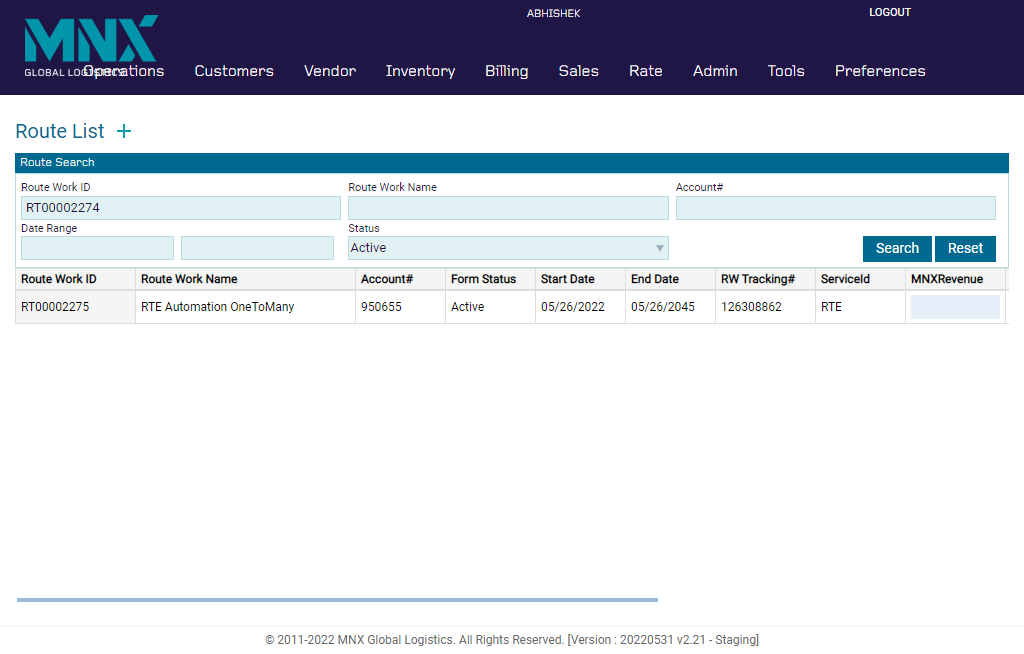 MNX
GLOBAL LOGISTICS
ABHISHEK
LOGOUT
Operations Customers Vendor Inventory Billing Sales Rate Admin Tools Preferences
Route List +
Route Search
Route Work ID Route Work Name Account#
RT00002274
Date Range Status
Active Search Reset
Route Work ID Route Work Name Account# Form Status Start Date End Date RW Tracking# ServiceId MNXRevenue
RT00002275 RTE Automation OneToMany 950655 Active 05/26/2022 05/26/2045 126308862 RTE
© 2011-2022 MNX Global Logistics. All Rights Reserved. [Version : 20220531 v2.21 - Staging]